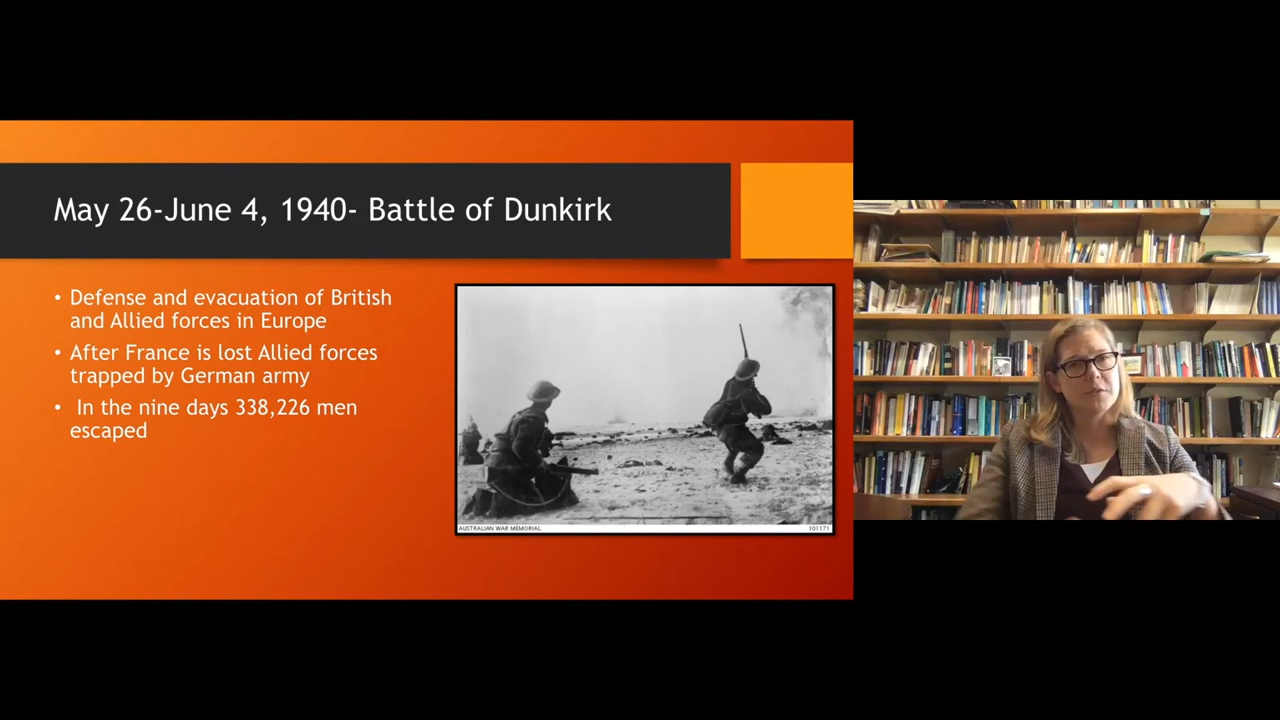 May 26-June 4, 1940- Battle of Dunkirk
• Defense and evacuation of British
and Allied forces in Europe
• After France is lost Allied forces
trapped by German army
• In the nine days 338,226 men
escaped
AUSTRALIAN WAR MEMORIAL
101171